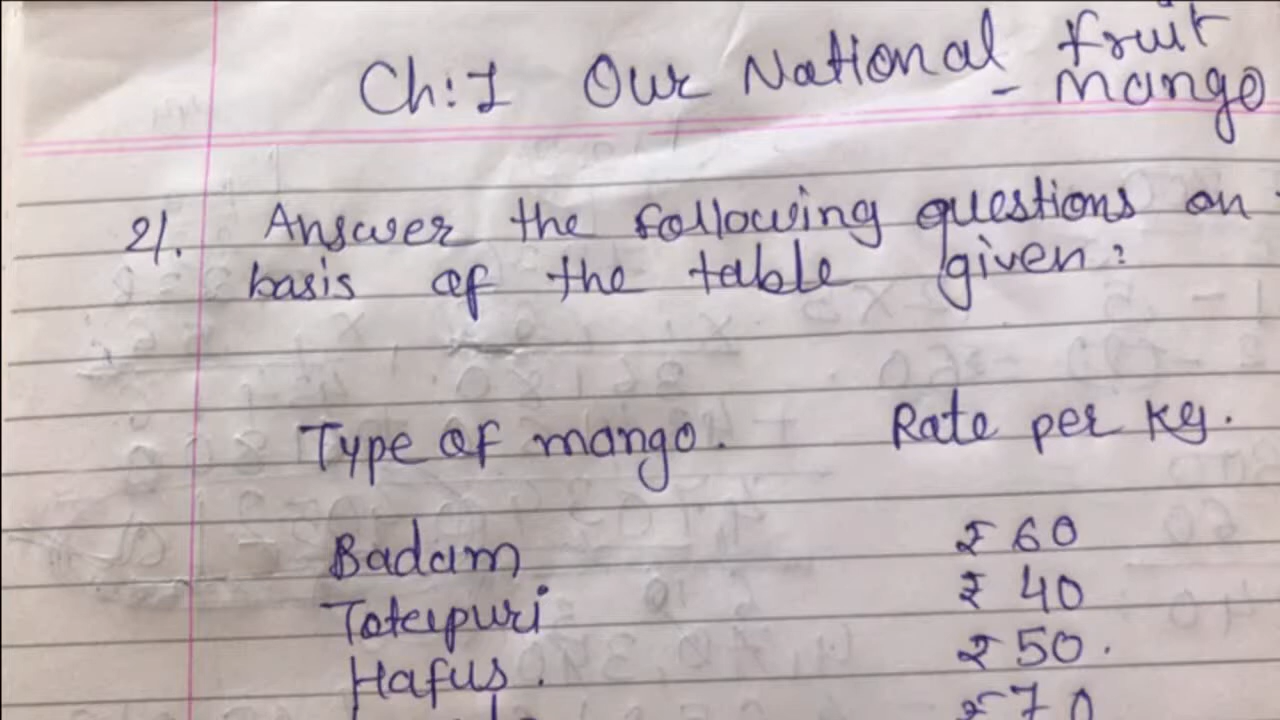 Ch:I Our National fruit
- Mango
21. Answer the following questions on
basis of the table given:
Type of mango. Rate per kg.
Badam ₹ 60
Totapuri ₹ 40
Hafus. ₹ 50.
₹ 70